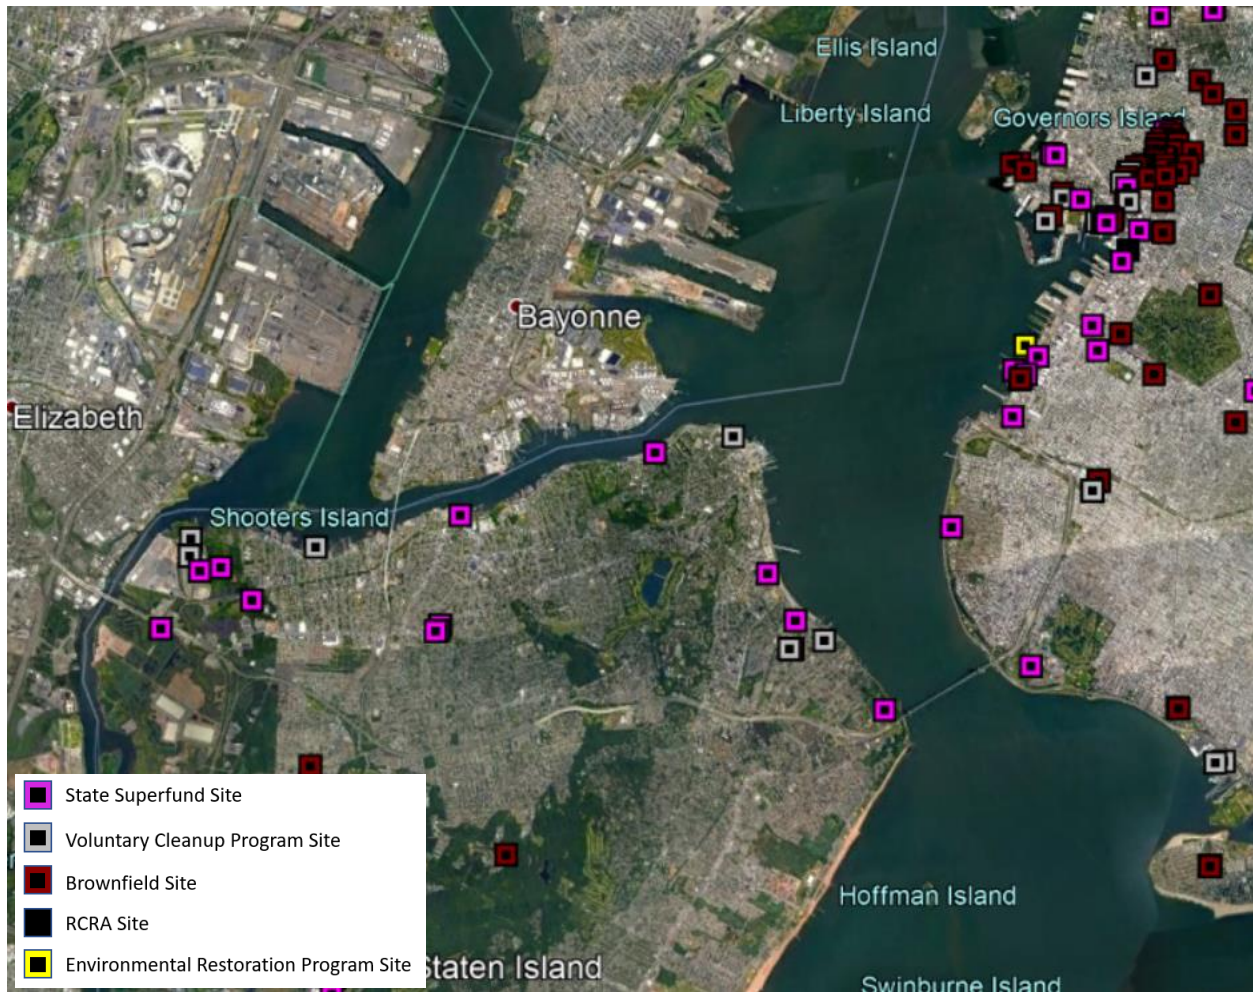 Ellis Island
Liberty Island
Governors Island
Bayonne
Elizabeth
Shooters Island
State Superfund Site
Voluntary Cleanup Program Site
Brownfield Site
RCRA Site
Environmental Restoration Program Site
Hoffman Island
Staten Island
Swinburne Island